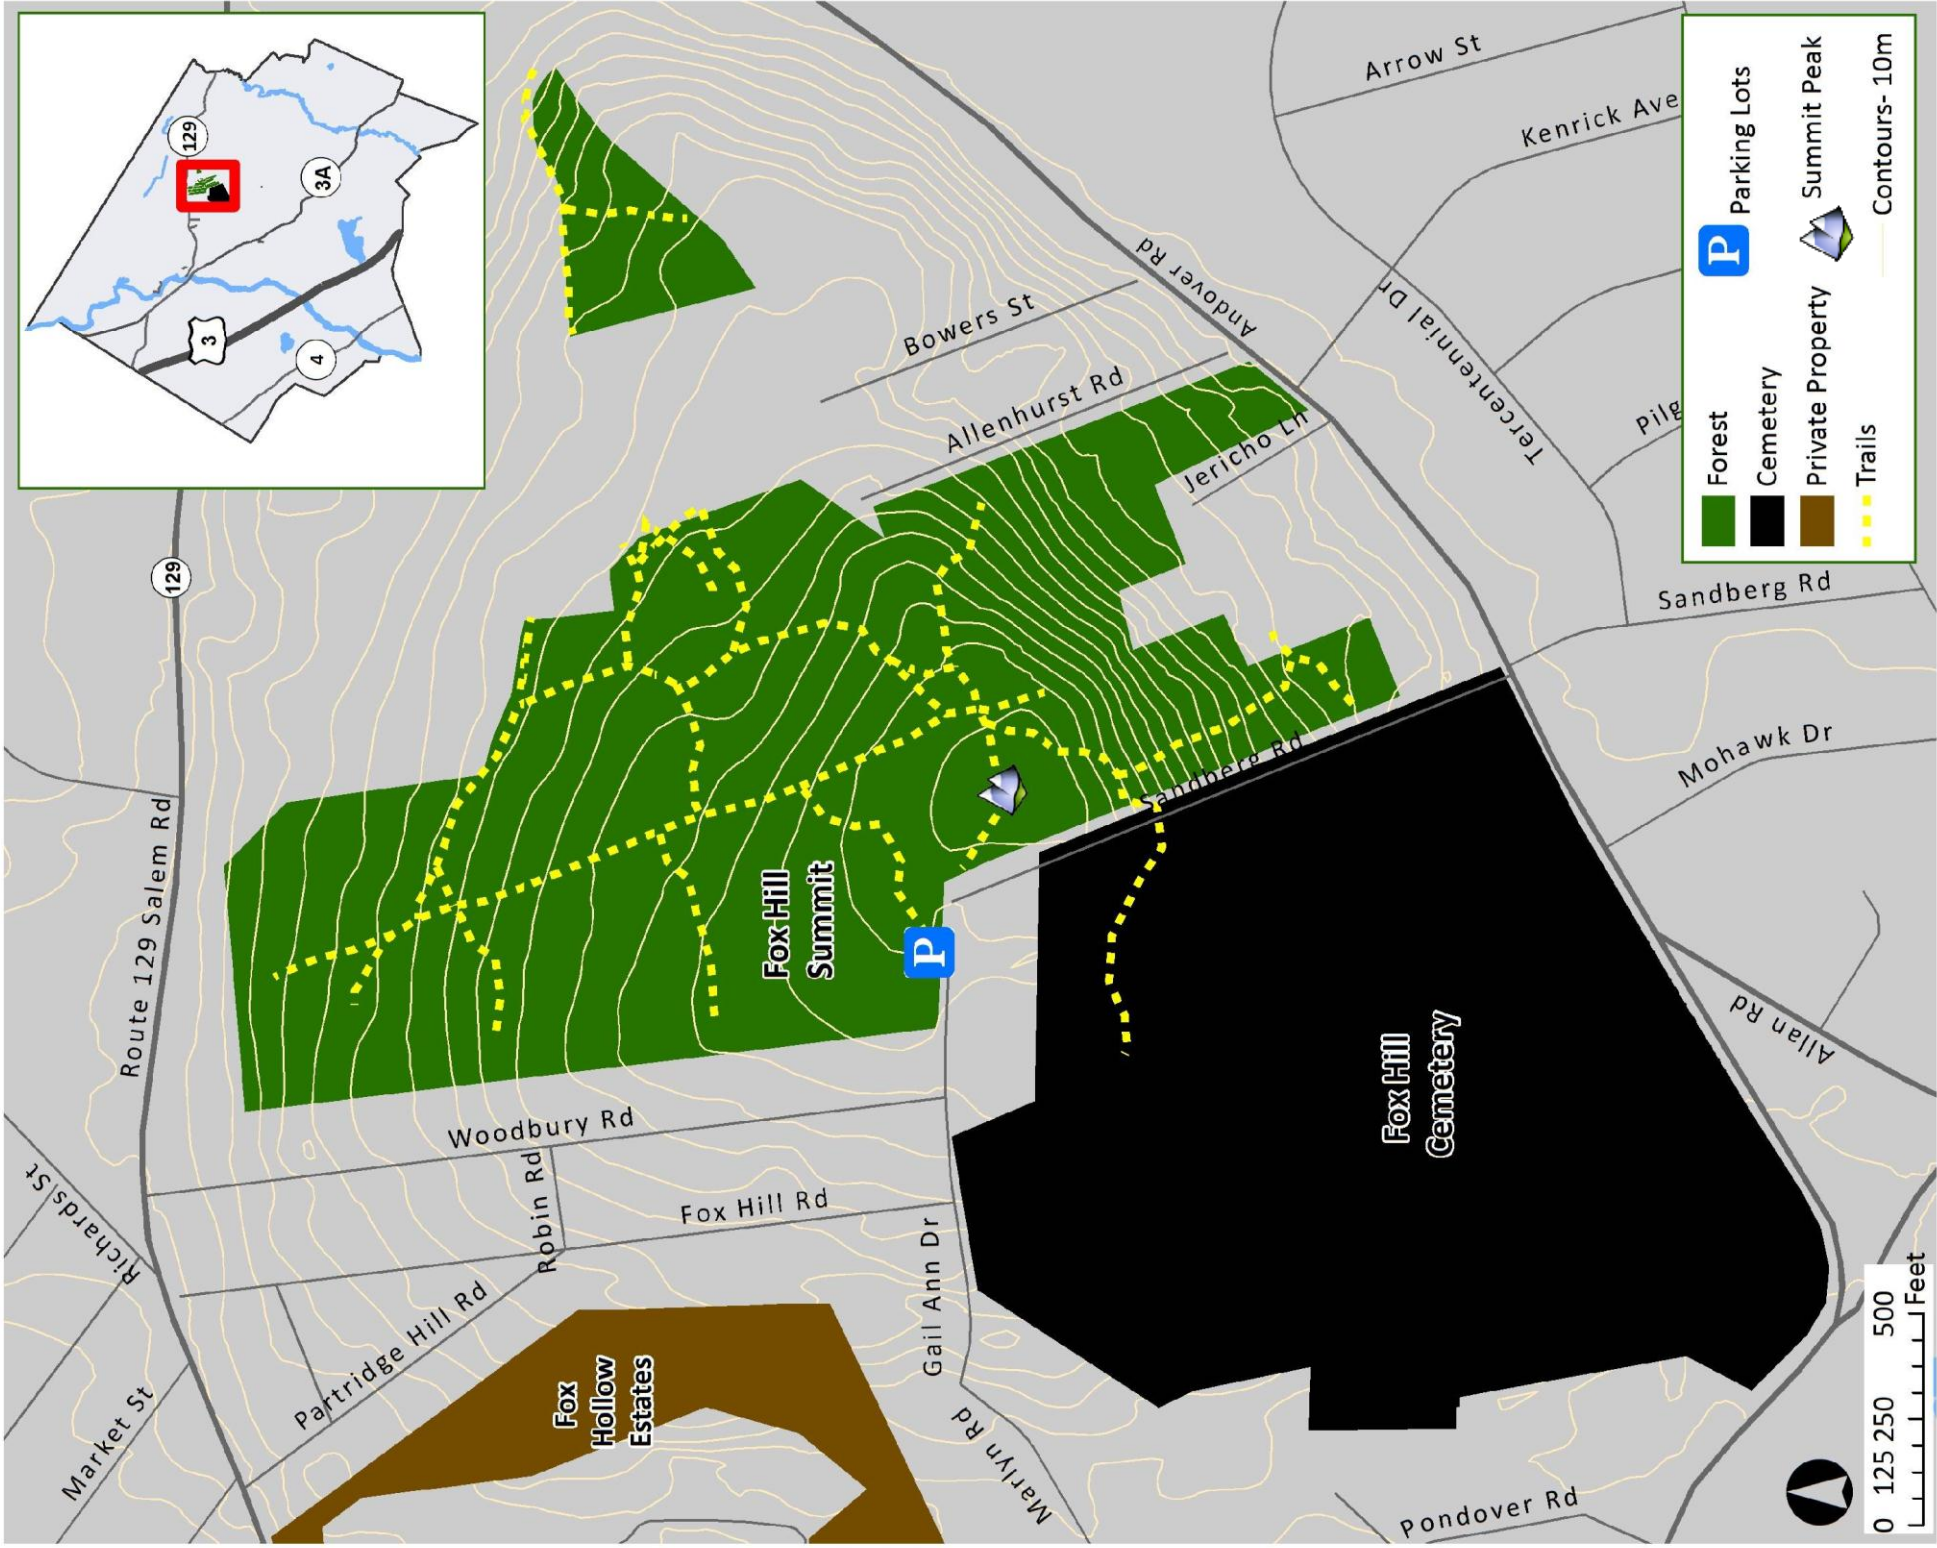 129
3A
3
4
129
Route 129 Salem Rd
Richards St
Market St
Partridge Hill Rd
Robin Rd
Woodbury Rd
Fox Hill Rd
Gail Ann Dr
Marilyn Rd
Pondover Rd
Fox
Hollow
Estates
Fox Hill
Summit
P
Fox Hill
Cemetery
Sandberg Rd
Bowers St
Allenhurst Rd
Jericho Ln
Andover Rd
Tercentennial Dr
Arrow St
Kenrick Ave
Pilg
Sandberg Rd
Mohawk Dr
Allan Rd
Forest
Cemetery
Private Property
Trails
P
Parking Lots
Summit Peak
Contours- 10m
0 125 250 500
Feet